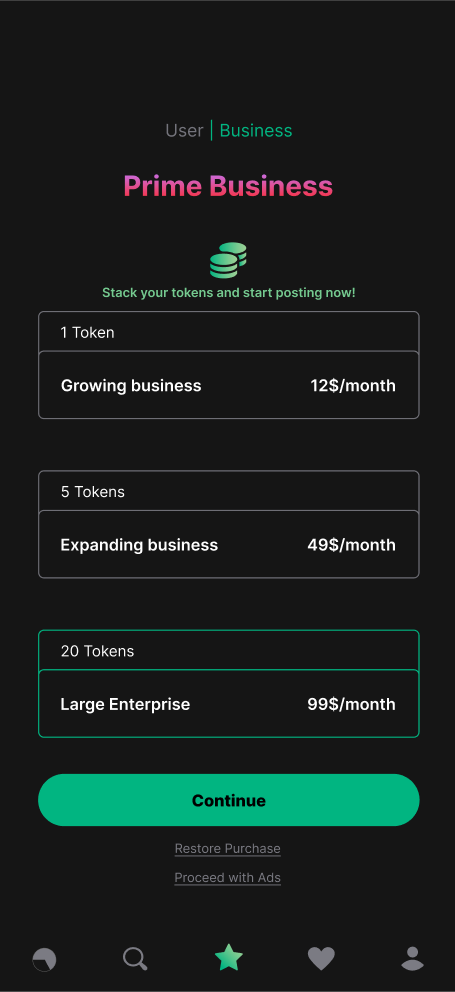 User | Business
Prime Business
Stack your tokens and start posting now!
1 Token
Growing business 12$/month
5 Tokens
Expanding business 49$/month
20 Tokens
Large Enterprise 99$/month
Continue
Restore Purchase
Proceed with Ads